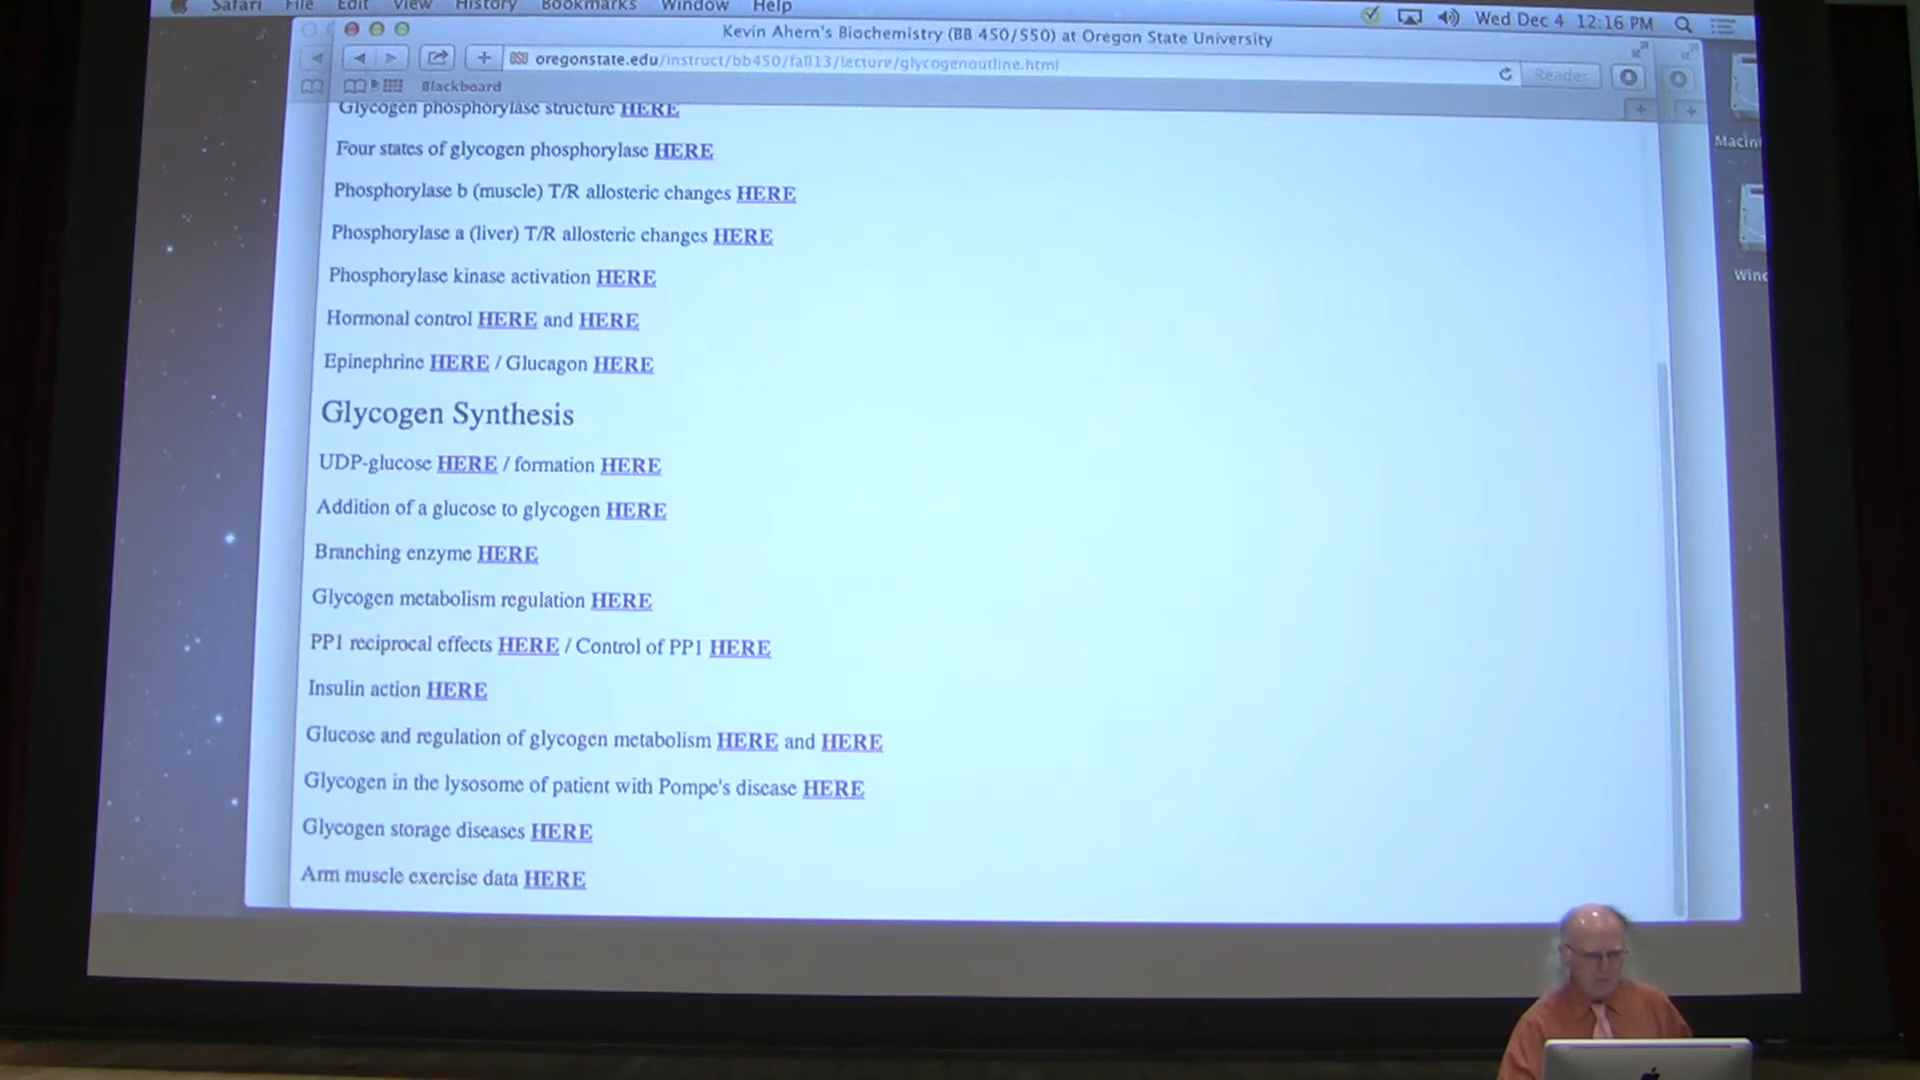 Safari File Edit View History Bookmarks Window Help
Wed Dec 4 12:16 PM
Kevin Ahern's Biochemistry (BB 450/550) at Oregon State University
oregonstate.edu/instruct/bb450/fall13/lecture/glycogenoutline.html
Reader
Blackboard
Glycogen phosphorylase structure HERE
Four states of glycogen phosphorylase HERE
Phosphorylase b (muscle) T/R allosteric changes HERE
Phosphorylase a (liver) T/R allosteric changes HERE
Phosphorylase kinase activation HERE
Hormonal control HERE and HERE
Epinephrine HERE / Glucagon HERE
Glycogen Synthesis
UDP-glucose HERE / formation HERE
Addition of a glucose to glycogen HERE
Branching enzyme HERE
Glycogen metabolism regulation HERE
PP1 reciprocal effects HERE / Control of PP1 HERE
Insulin action HERE
Glucose and regulation of glycogen metabolism HERE and HERE
Glycogen in the lysosome of patient with Pompe's disease HERE
Glycogen storage diseases HERE
Arm muscle exercise data HERE
Macin
Wind